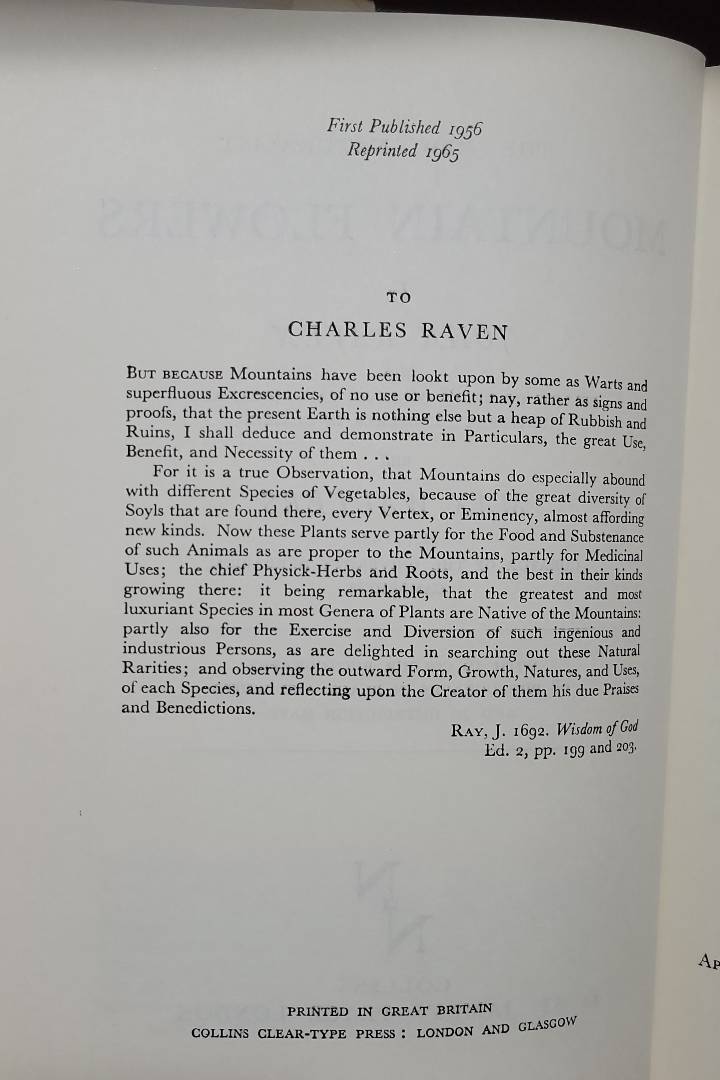 First Published 1956
Reprinted 1965
TO
CHARLES RAVEN
BUT BECAUSE Mountains have been lookt upon by some as Warts and
superfluous Excrescencies, of no use or benefit; nay, rather as signs and
proofs, that the present Earth is nothing else but a heap of Rubbish and
Ruins, I shall deduce and demonstrate in Particulars, the great Use,
Benefit, and Necessity of them . . .
For it is a true Observation, that Mountains do especially abound
with different Species of Vegetables, because of the great diversity of
Soyls that are found there, every Vertex, or Eminency, almost affording
new kinds. Now these Plants serve partly for the Food and Substenance
of such Animals as are proper to the Mountains, partly for Medicinal
Uses; the chief Physick-Herbs and Roots, and the best in their kinds
growing there: it being remarkable, that the greatest and most
luxuriant Species in most Genera of Plants are Native of the Mountains:
partly also for the Exercise and Diversion of such ingenious and
industrious Persons, as are delighted in searching out these Natural
Rarities; and observing the outward Form, Growth, Natures, and Uses,
of each Species, and reflecting upon the Creator of them his due Praises
and Benedictions.
RAY, J. 1692. Wisdom of God
Ed. 2, pp. 199 and 203.
PRINTED IN GREAT BRITAIN
COLLINS CLEAR-TYPE PRESS : LONDON AND GLASGOW